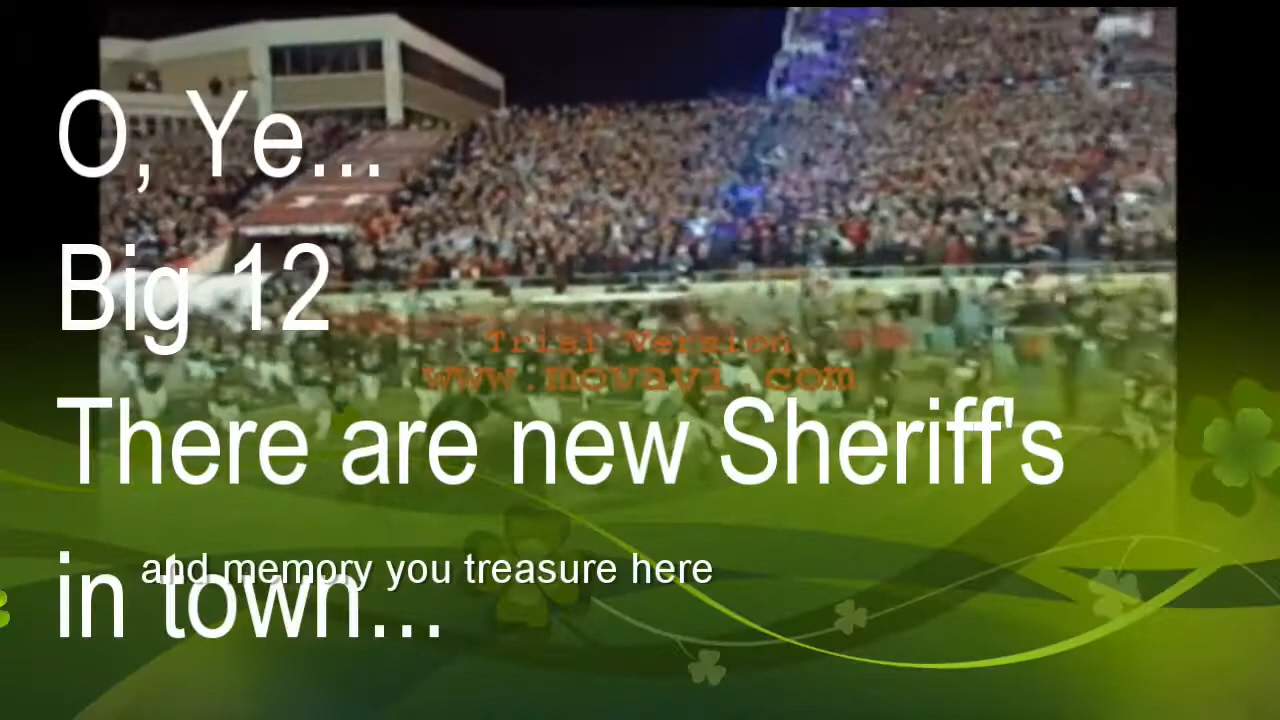 O, Ye...
Big 12
Trial Version
www.movavi.com
There are new Sheriff's
and memory you treasure here
in town...